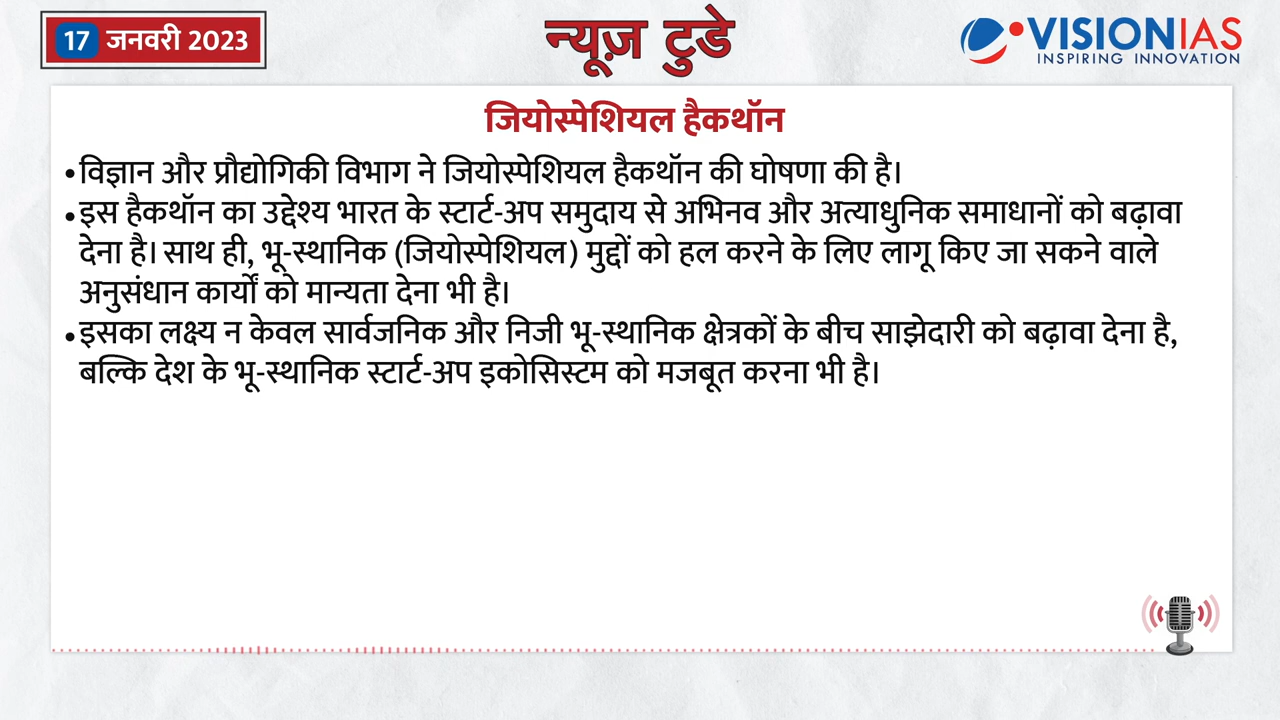 17 जनवरी 2023
न्यूज़ टुडे
VISIONIAS
INSPIRING INNOVATION
जियोस्पेशियल हैकथॉन
•विज्ञान और प्रौद्योगिकी विभाग ने जियोस्पेशियल हैकथॉन की घोषणा की है।
•इस हैकथॉन का उद्देश्य भारत के स्टार्ट-अप समुदाय से अभिनव और अत्याधुनिक समाधानों को बढ़ावा
देना है। साथ ही, भू-स्थानिक (जियोस्पेशियल) मुद्दों को हल करने के लिए लागू किए जा सकने वाले
अनुसंधान कार्यों को मान्यता देना भी है।
•इसका लक्ष्य न केवल सार्वजनिक और निजी भू-स्थानिक क्षेत्रकों के बीच साझेदारी को बढ़ावा देना है,
बल्कि देश के भू-स्थानिक स्टार्ट-अप इकोसिस्टम को मजबूत करना भी है।